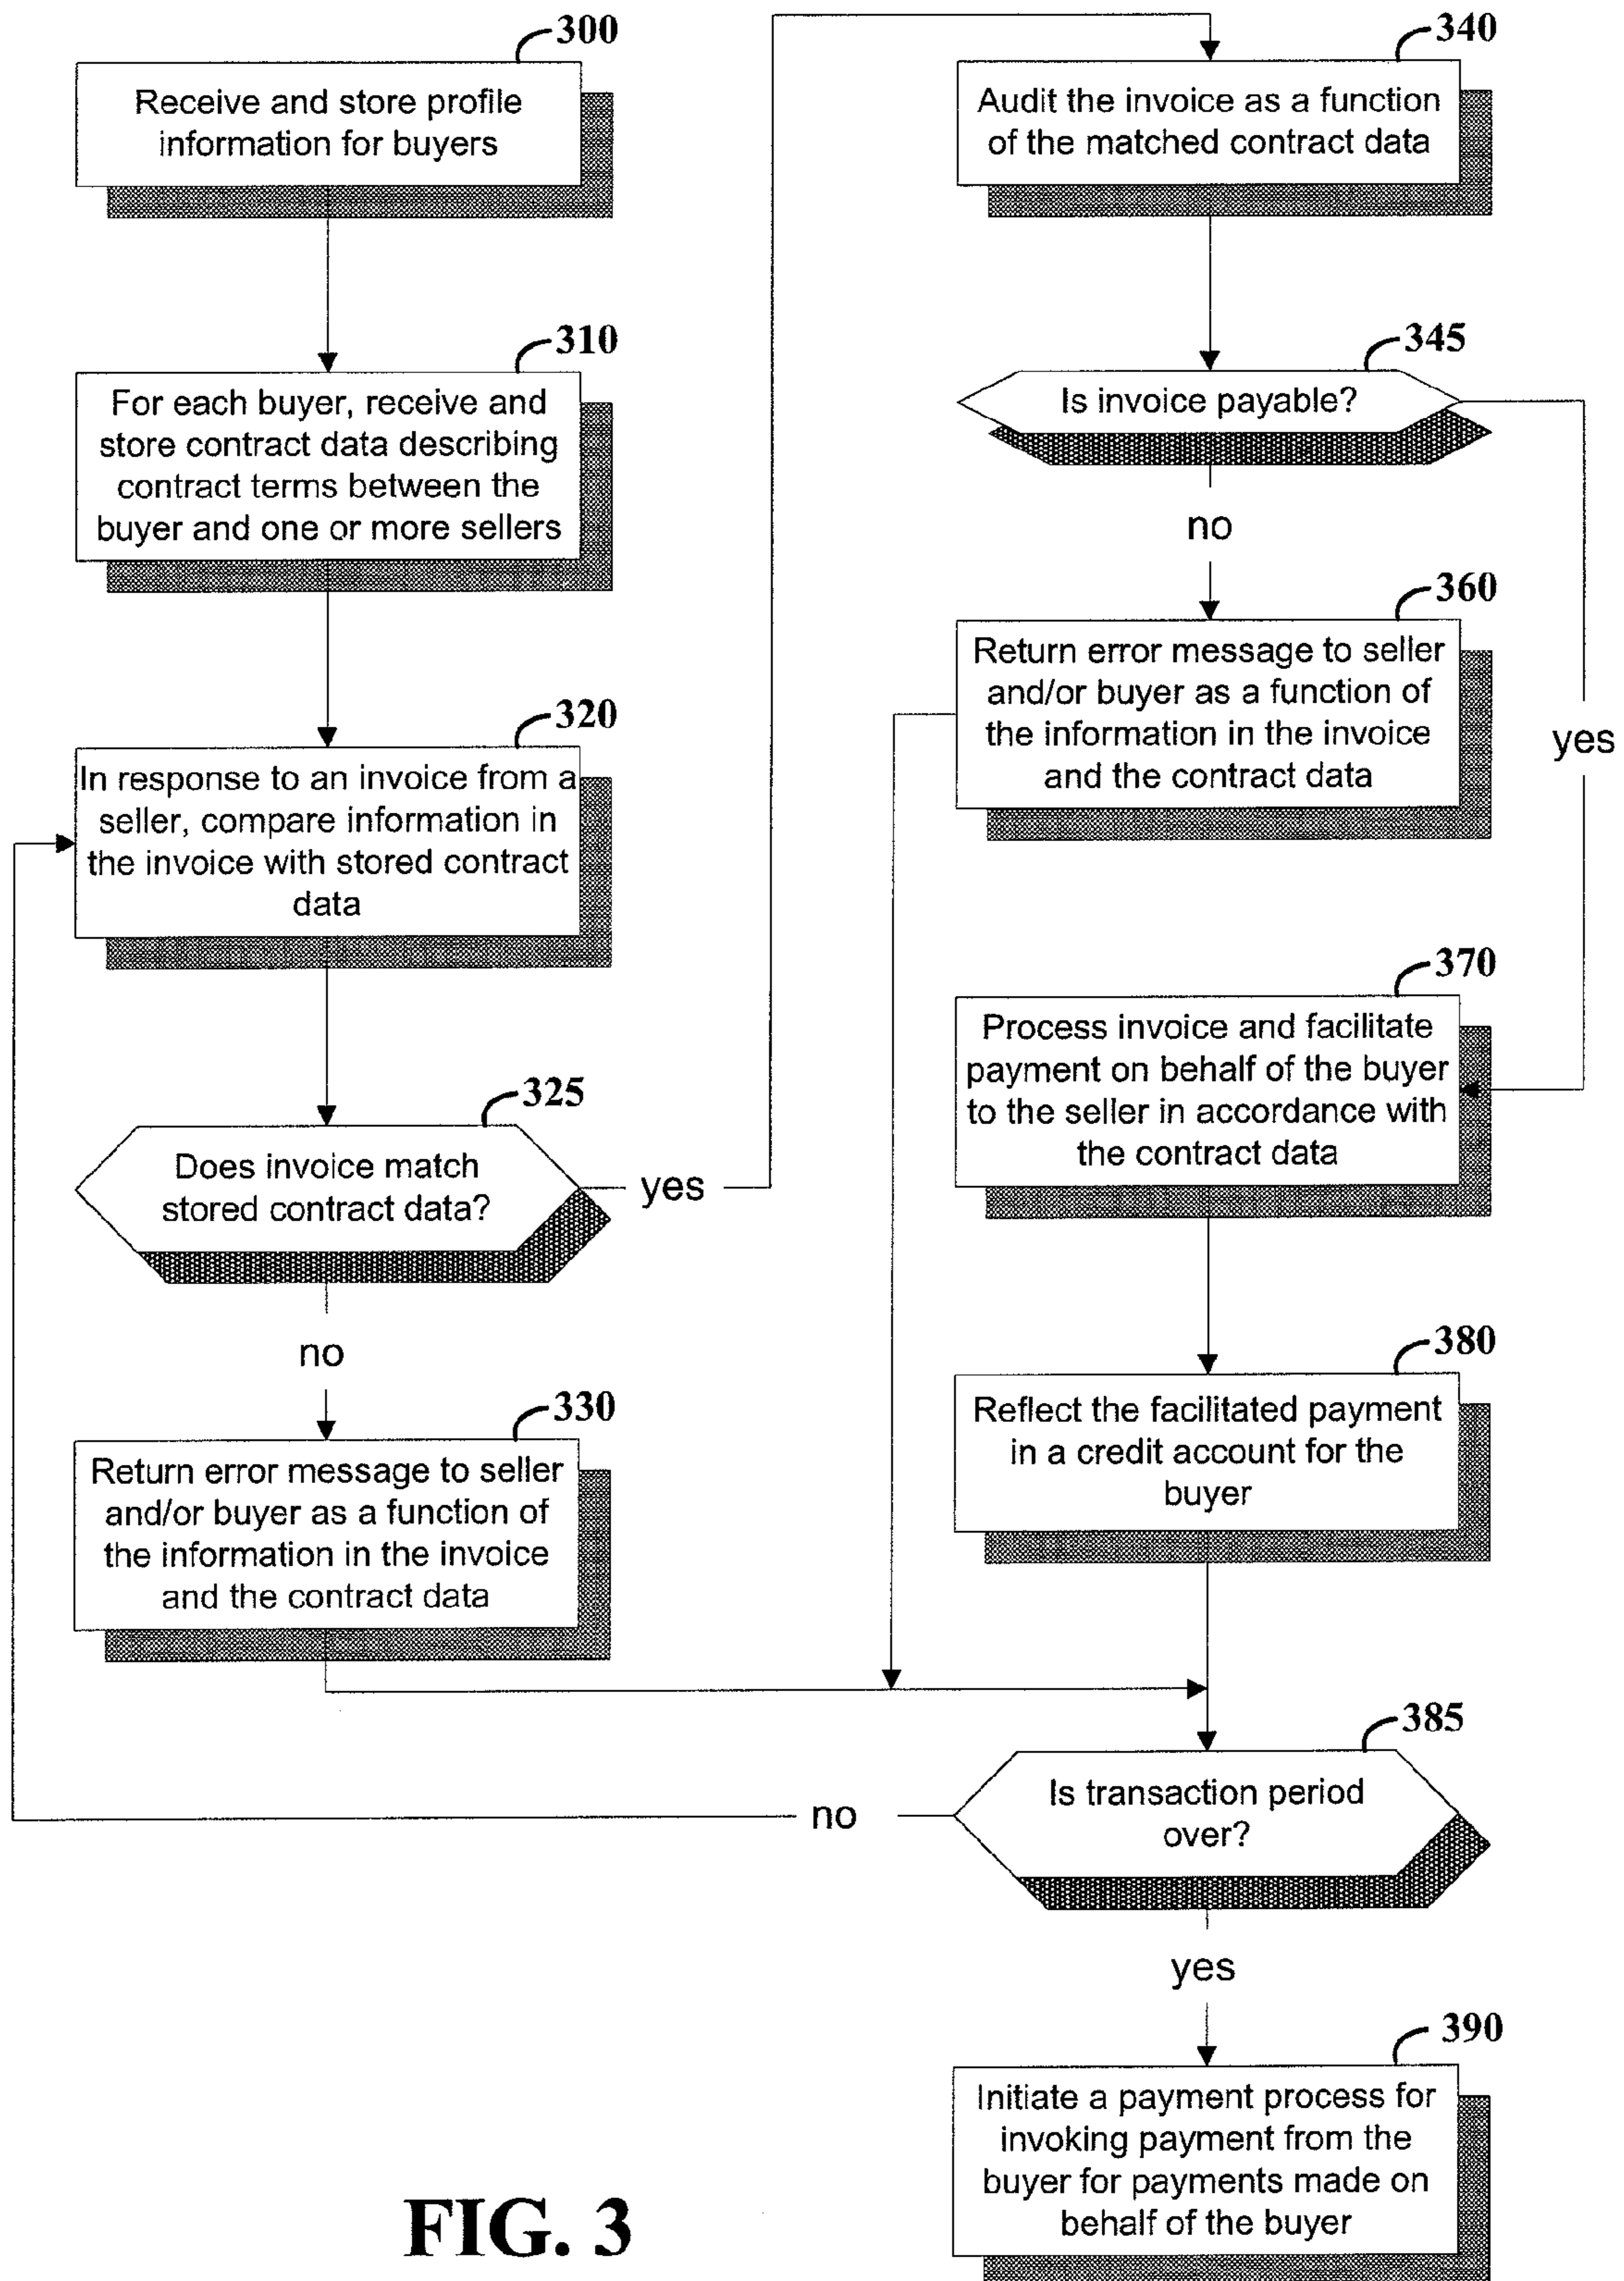 300
Receive and store profile
information for buyers
310
For each buyer, receive and
store contract data describing
contract terms between the
buyer and one or more sellers
320
In response to an invoice from a
seller, compare information in
the invoice with stored contract
data
325
Does invoice match
stored contract data?
yes
no
330
Return error message to seller
and/or buyer as a function of
the information in the invoice
and the contract data
340
Audit the invoice as a function
of the matched contract data
345
Is invoice payable?
no
yes
360
Return error message to seller
and/or buyer as a function of
the information in the invoice
and the contract data
370
Process invoice and facilitate
payment on behalf of the buyer
to the seller in accordance with
the contract data
380
Reflect the facilitated payment
in a credit account for the
buyer
385
Is transaction period
over?
no
yes
390
Initiate a payment process for
invoking payment from the
buyer for payments made on
behalf of the buyer
FIG. 3